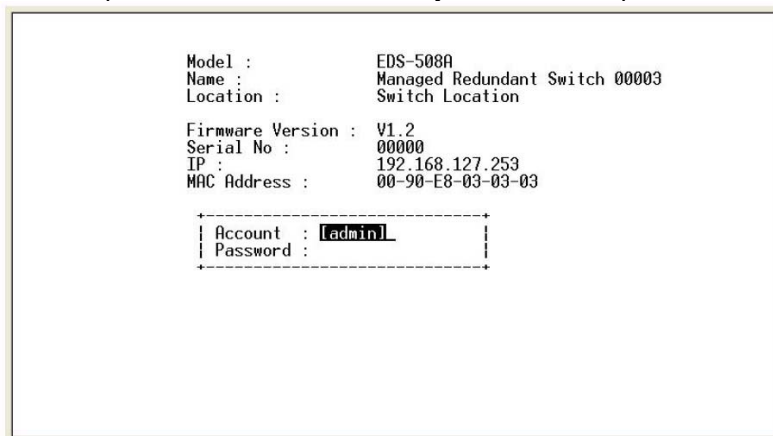 Model : EDS-508A
Name : Managed Redundant Switch 00003
Location : Switch Location
Firmware Version : V1.2
Serial No : 00000
IP : 192.168.127.253
MAC Address : 00-90-E8-03-03-03
+-----------------------------+
| Account : [admin]_ |
| Password : |
+-----------------------------+